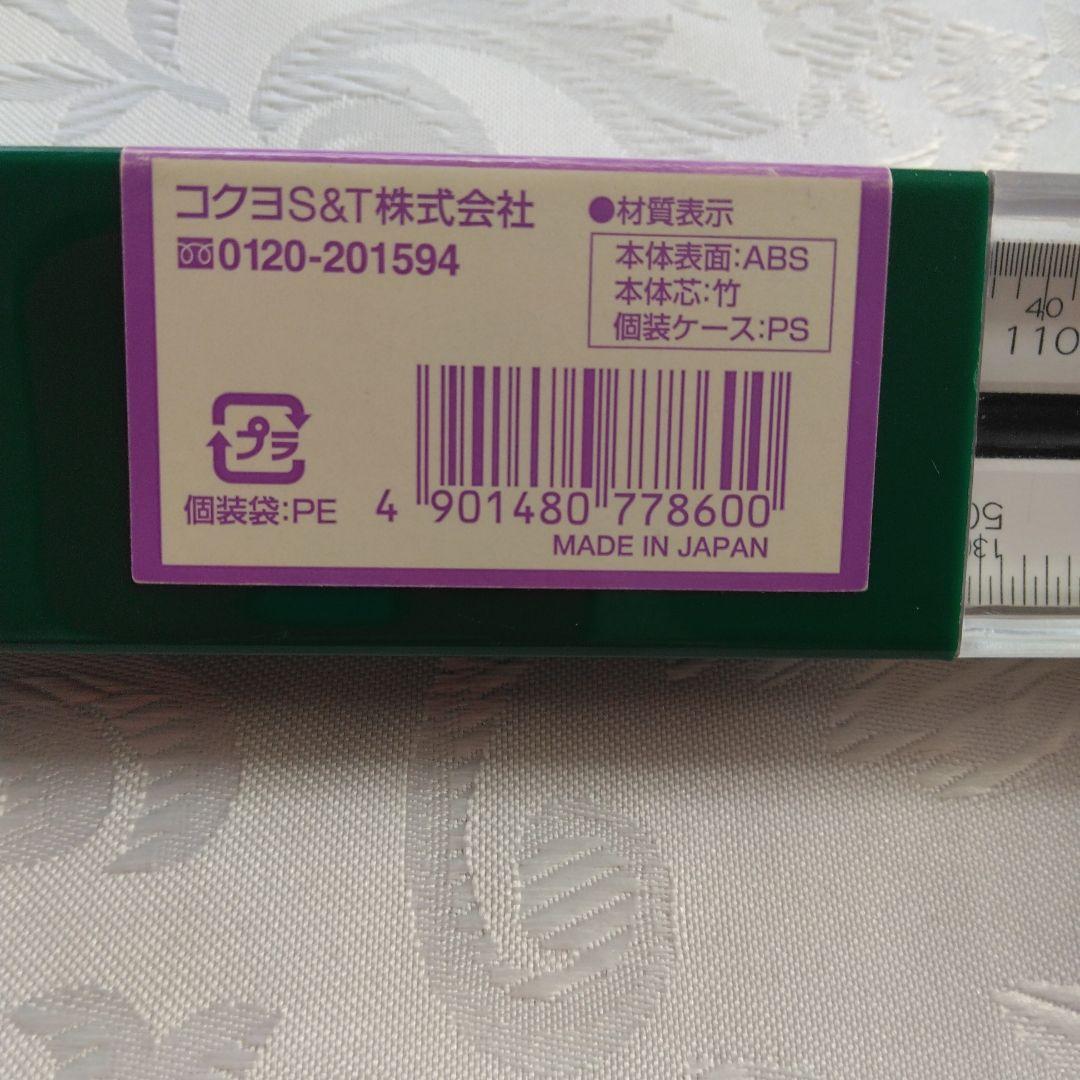 コクヨS&T株式会社
0120-201594
●材質表示
本体表面:ABS
本体芯:竹
個装ケース:PS
プラ
個装袋:PE
4 901480 778600
MADE IN JAPAN
40
110
50
130